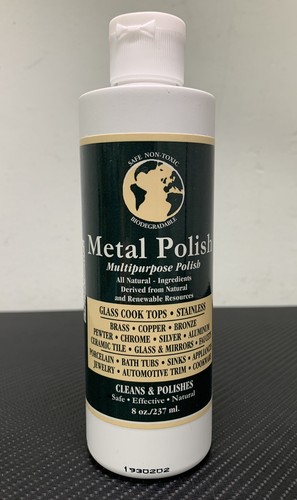 SAFE NON-TOXIC
BIODEGRADABLE
Metal Polish
Multipurpose Polish
All Natural - Ingredients
Derived from Natural
and Renewable Resources
GLASS COOK TOPS • STAINLESS
BRASS • COPPER • BRONZE
PEWTER • CHROME • SILVER • ALUMINUM
CERAMIC TILE • GLASS & MIRRORS •
PORCELAIN • BATH TUBS • SINKS •
JEWELRY • AUTOMOTIVE TRIM •
CLEANS & POLISHES
Safe • Effective • Natural
8 oz./237 ml.
1930202